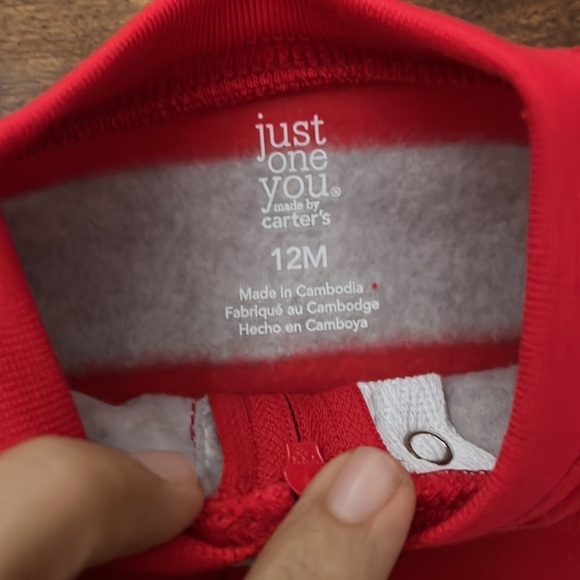 just
one
you®
made by
carter's
12M
Made in Cambodia
Fabriqué au Cambodge
Hecho en Camboya